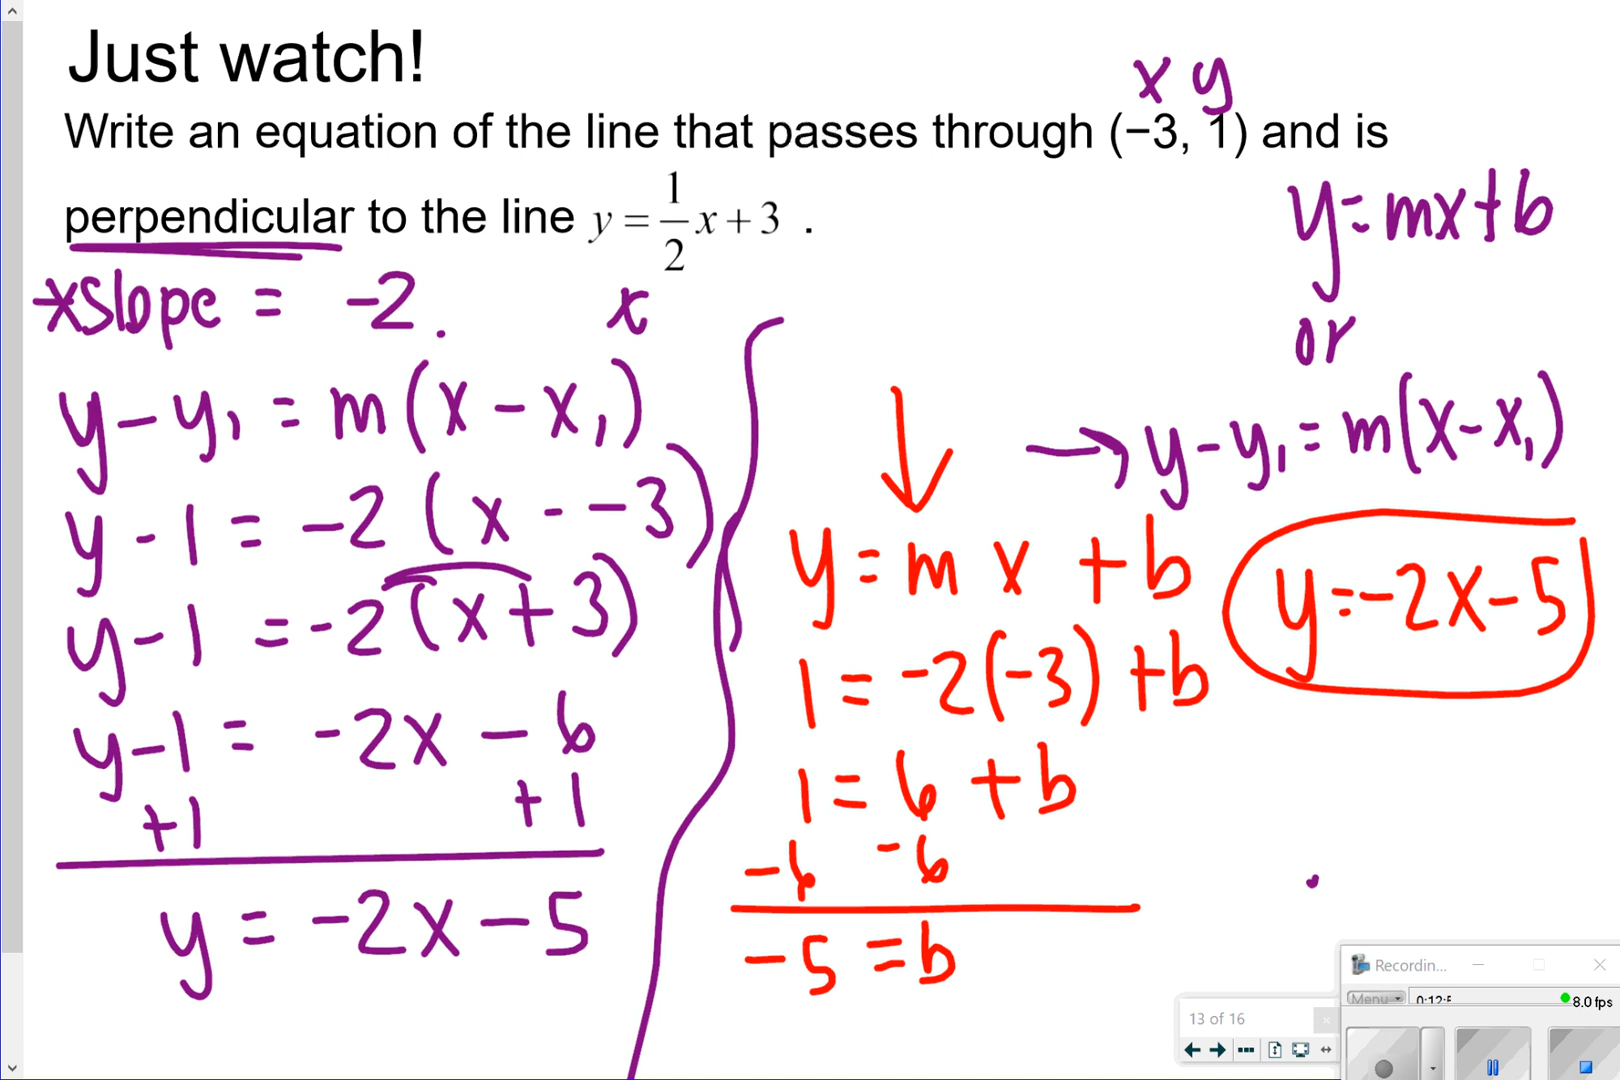 Just watch!
x y
Write an equation of the line that passes through (−3, 1) and is
perpendicular to the line y = 1/2 x + 3 .
y = mx + b
or
→ y - y₁ = m(x - x₁)
*slope = -2 .
x
y - y₁ = m(x - x₁)
y - 1 = -2(x - -3)
y - 1 = -2(x + 3)
y - 1 = -2x - 6
+1 +1
y = -2x - 5
y = m x + b
1 = -2(-3) + b
1 = 6 + b
-6 -6
-5 = b
y = -2x - 5
Recordin...
Menu
8.0 fps
13 of 16